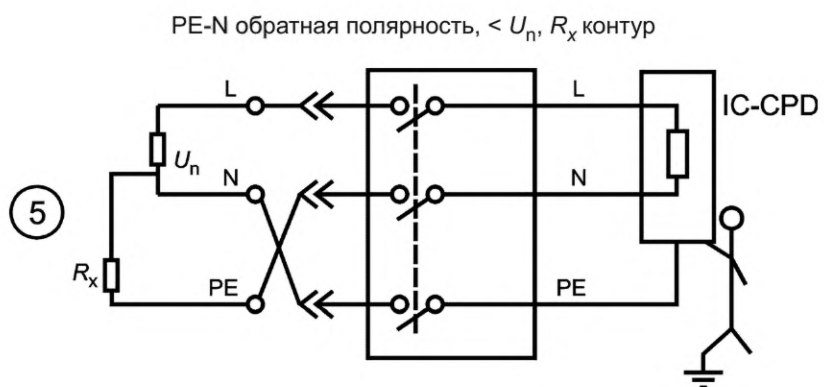 PE-N обратная полярность, < Un, Rx контур
L
L
IC-CPD
Un
N
N
5
Rx
PE
PE